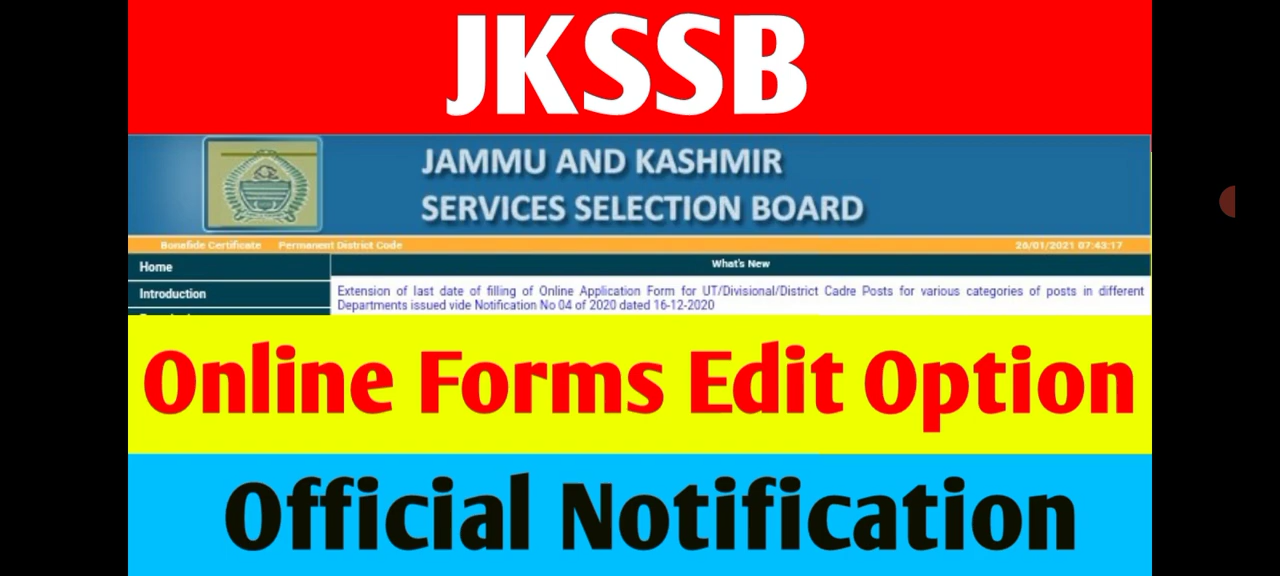 JKSSB
JAMMU AND KASHMIR
SERVICES SELECTION BOARD
Bonafide Certificate Permanent District Code 20/01/2021 07:43:17
Home
What's New
Introduction
Extension of last date of filling of Online Application Form for UT/Divisional/District Cadre Posts for various categories of posts in different
Departments issued vide Notification No 04 of 2020 dated 16-12-2020
Online Forms Edit Option
Official Notification